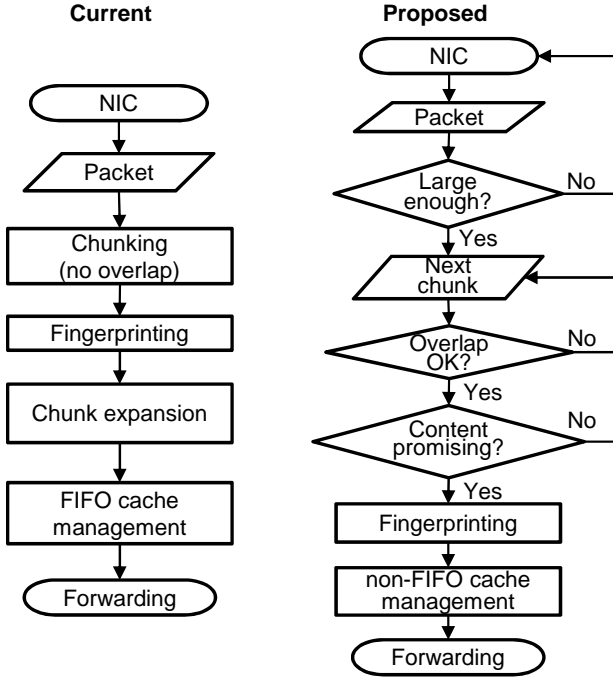 Current
NIC
Packet
Chunking
(no overlap)
Fingerprinting
Chunk expansion
FIFO cache
management
Forwarding
Proposed
NIC
Packet
Large
enough?
No
Yes
Next
chunk
Overlap
OK?
No
Yes
Content
promising?
No
Yes
Fingerprinting
non-FIFO cache
management
Forwarding